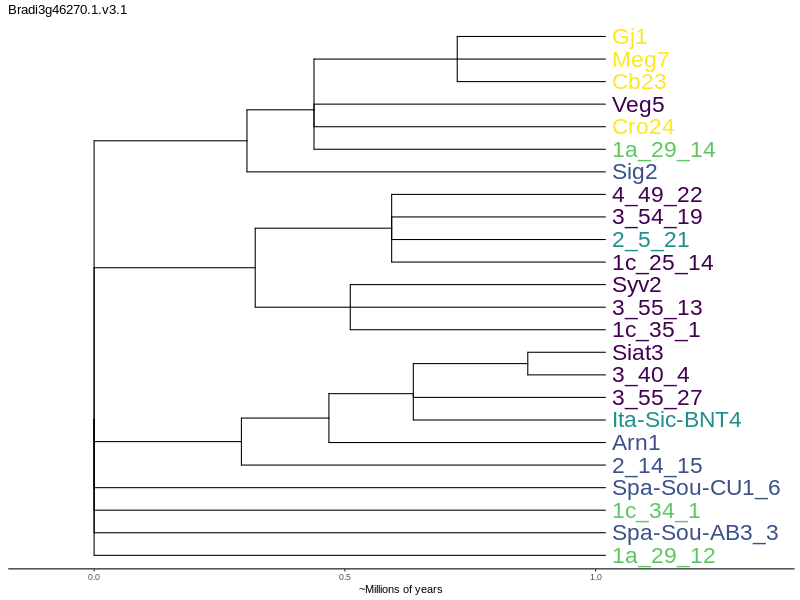 Bradi3g46270.1.v3.1
Gj1
Meg7
Cb23
Veg5
Cro24
1a_29_14
Sig2
4_49_22
3_54_19
2_5_21
1c_25_14
Syv2
3_55_13
1c_35_1
Siat3
3_40_4
3_55_27
Ita-Sic-BNT4
Arn1
2_14_15
Spa-Sou-CU1_6
1c_34_1
Spa-Sou-AB3_3
1a_29_12
0.0 0.5 1.0
~Millions of years